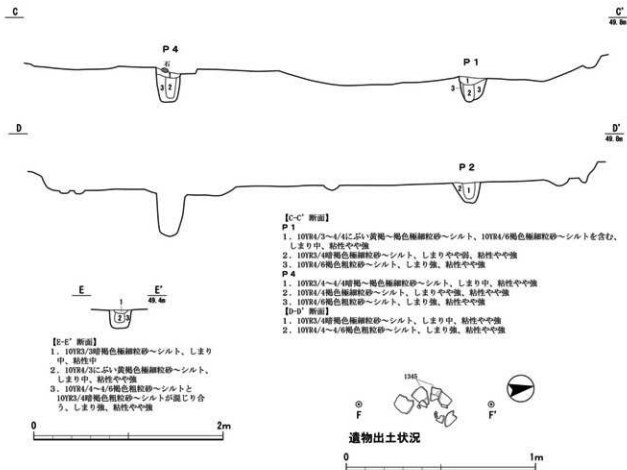 C
C'
49.8m
P 4
石
3
2
P 1
1
3
2
3
D
D'
49.8m
P 2
2
1
【C-C' 断面】
P 1
1. 10YR4/3～4/4にぶい黄褐～褐色極細粒砂～シルト、10YR4/6褐色極細粒砂～シルトを含む、
しまり中、粘性やや強
2. 10YR3/4暗褐色極細粒砂～シルト、しまりやや弱、粘性やや強
3. 10YR4/6褐色粗粒砂～シルト、しまり強、粘性やや強
P 4
1. 10YR3/4～4/4暗褐～褐色極細粒砂～シルト、しまり中、粘性やや強
2. 10YR4/4褐色極細粒砂～シルト、しまりやや強、粘性やや強
3. 10YR4/6褐色粗粒砂～シルト、しまり強、粘性やや強
【D-D' 断面】
1. 10YR3/4暗褐色極細粒砂～シルト、しまり中、粘性やや強
2. 10YR4/4～4/6褐色粗粒砂～シルト、しまり強、粘性やや強
E
E'
49.4m
1
2
3
【E-E' 断面】
1. 10YR3/3暗褐色極細粒砂～シルト、しまり
中、粘性中
2. 10YR4/3にぶい黄褐色極細粒砂～シルト、
しまり中、粘性やや強
3. 10YR4/4～4/6褐色粗粒砂～シルトと
10YR3/4暗褐色粗粒砂～シルトが混じり合
う、しまり強、粘性やや強
0
2m
1345
F
F'
遺物出土状況
0
1m